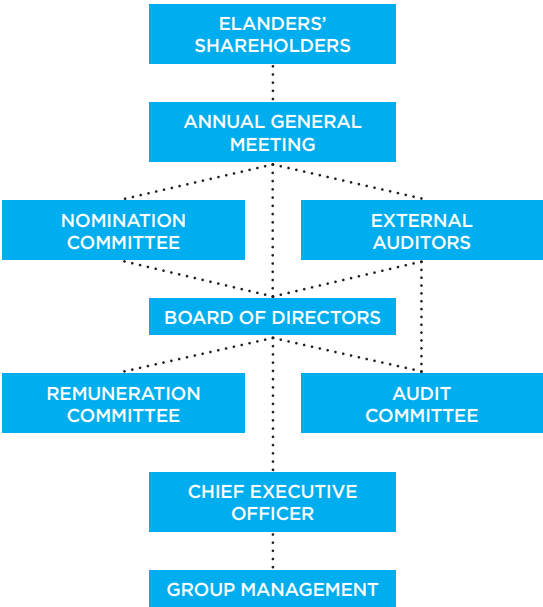 ELANDERS’
SHAREHOLDERS
ANNUAL GENERAL
MEETING
NOMINATION
COMMITTEE
EXTERNAL
AUDITORS
BOARD OF DIRECTORS
REMUNERATION
COMMITTEE
AUDIT
COMMITTEE
CHIEF EXECUTIVE
OFFICER
GROUP MANAGEMENT